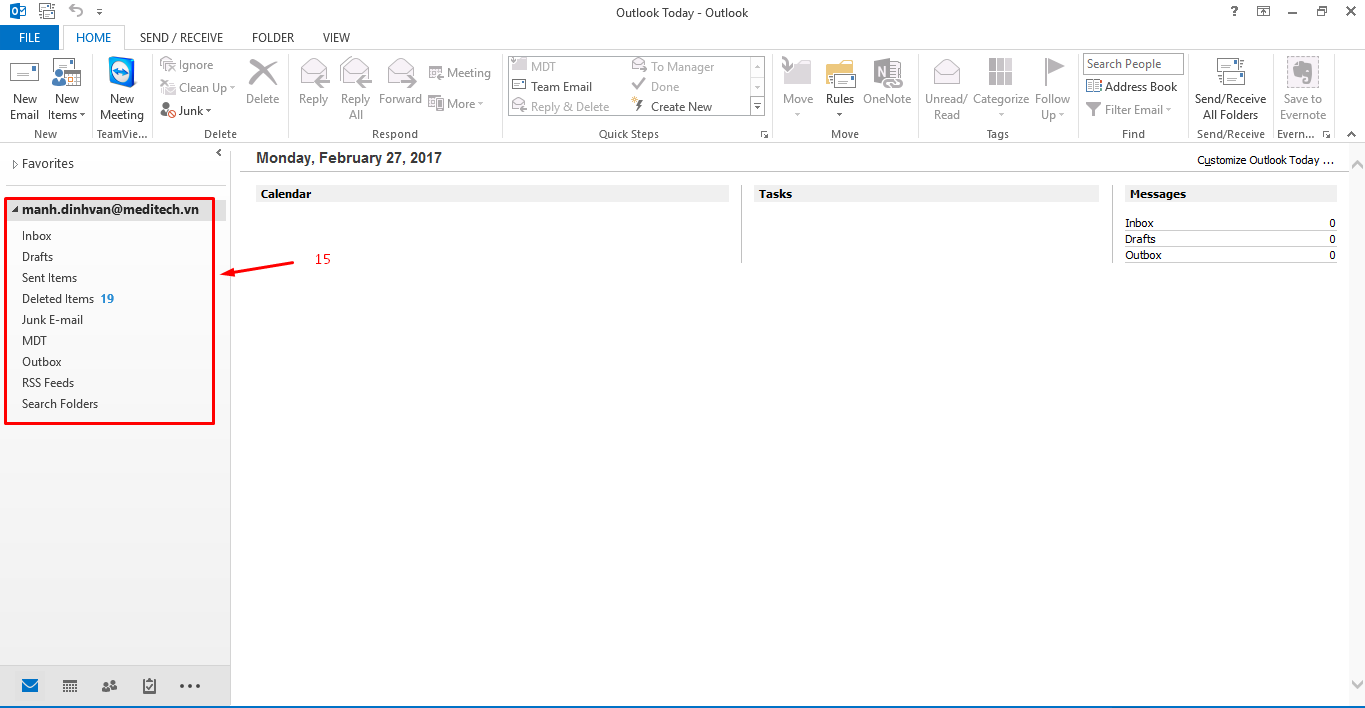 Outlook Today - Outlook
FILE HOME SEND / RECEIVE FOLDER VIEW
New Email
New Items
New
New Meeting
TeamVie...
Ignore
Clean Up
Junk
Delete
Delete
Reply
Reply All
Forward
Meeting
More
Respond
MDT
Team Email
Reply & Delete
To Manager
Done
Create New
Quick Steps
Move
Rules
OneNote
Move
Unread/ Read
Categorize
Follow Up
Tags
Search People
Address Book
Filter Email
Find
Send/Receive All Folders
Send/Receive
Save to Evernote
Evern...
Favorites
manh.dinhvan@meditech.vn
Inbox
Drafts
Sent Items
Deleted Items 19
Junk E-mail
MDT
Outbox
RSS Feeds
Search Folders
15
Monday, February 27, 2017
Customize Outlook Today ...
Calendar
Tasks
Messages
Inbox 0
Drafts 0
Outbox 0